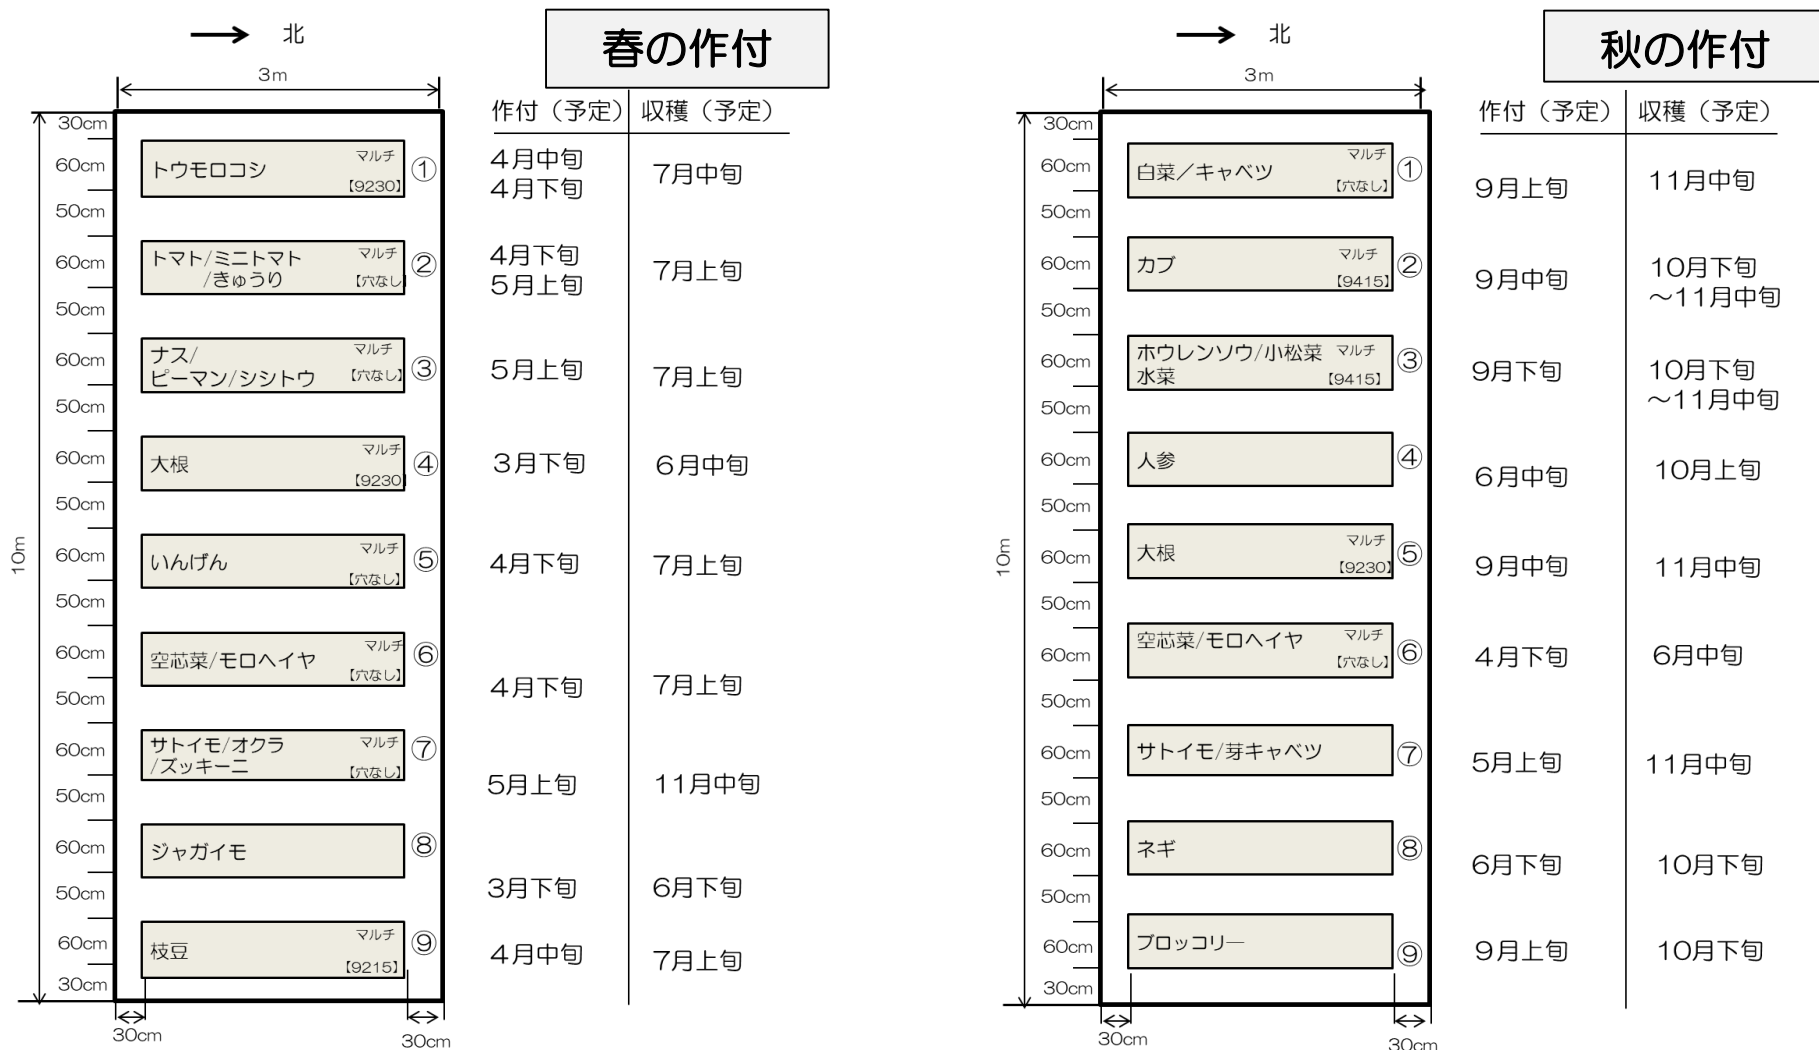 北
春の作付
3m
作付(予定) 収穫(予定)
30cm
60cm
トウモロコシ
マルチ
【9230】
①
4月中旬
4月下旬
7月中旬
50cm
60cm
トマト/ミニトマト
/きゅうり
マルチ
【穴なし】
②
4月下旬
5月上旬
7月上旬
50cm
60cm
ナス/
ピーマン/シシトウ
マルチ
【穴なし】
③
5月上旬
7月上旬
50cm
60cm
大根
マルチ
【9230】
④
3月下旬
6月中旬
50cm
10m
60cm
いんげん
マルチ
【穴なし】
⑤
4月下旬
7月上旬
50cm
60cm
空芯菜/モロヘイヤ
マルチ
【穴なし】
⑥
4月下旬
7月上旬
50cm
60cm
サトイモ/オクラ
/ズッキーニ
マルチ
【穴なし】
⑦
5月上旬
11月中旬
50cm
60cm
ジャガイモ
⑧
3月下旬
6月下旬
50cm
60cm
枝豆
マルチ
【9215】
⑨
4月中旬
7月上旬
30cm
30cm
30cm
北
秋の作付
3m
作付(予定) 収穫(予定)
30cm
60cm
白菜/キャベツ
マルチ
【穴なし】
①
9月上旬
11月中旬
50cm
60cm
カブ
マルチ
【9415】
②
9月中旬
10月下旬
~11月中旬
50cm
60cm
ホウレンソウ/小松菜
水菜
マルチ
【9415】
③
9月下旬
10月下旬
~11月中旬
50cm
60cm
人参
④
6月中旬
10月上旬
50cm
10m
60cm
大根
マルチ
【9230】
⑤
9月中旬
11月中旬
50cm
60cm
空芯菜/モロヘイヤ
マルチ
【穴なし】
⑥
4月下旬
6月中旬
50cm
60cm
サトイモ/芽キャベツ
⑦
5月上旬
11月中旬
50cm
60cm
ネギ
⑧
6月下旬
10月下旬
50cm
60cm
ブロッコリー
⑨
9月上旬
10月下旬
30cm
30cm
30cm